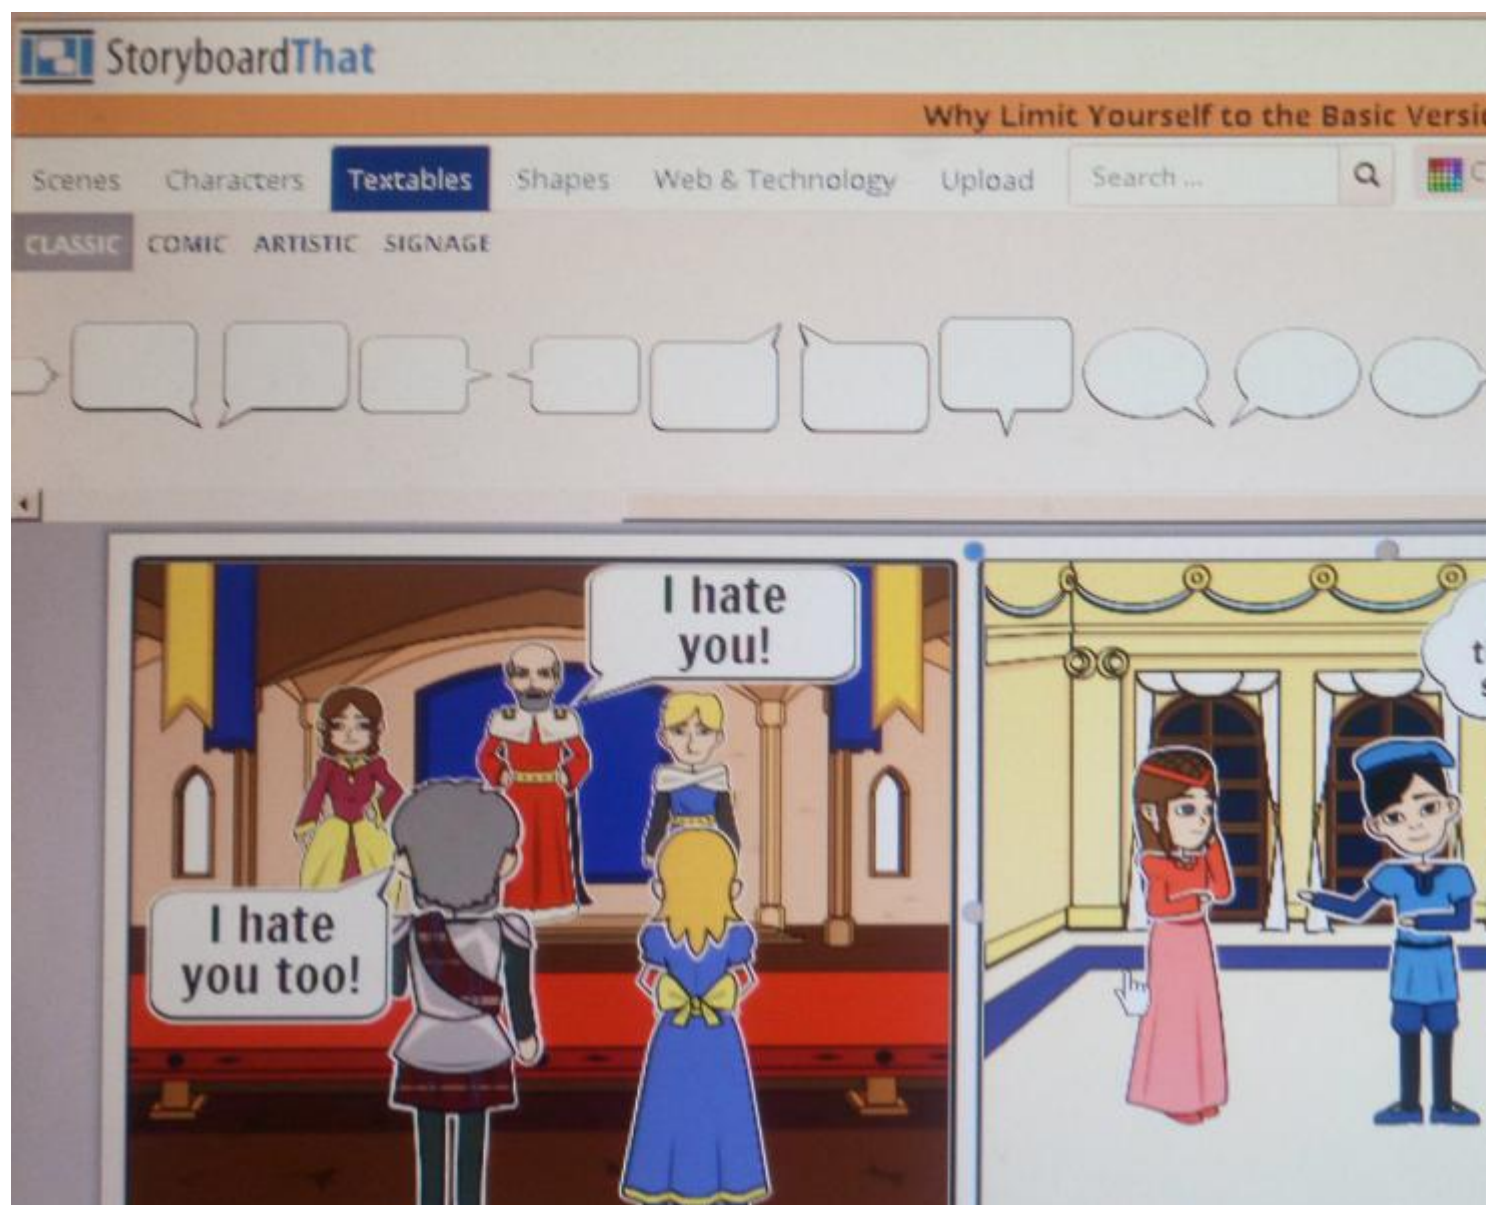 StoryboardThat
Why Limit Yourself to the Basic
Scenes Characters Textables Shapes Web & Technology Upload Search ...
CLASSIC COMIC ARTISTIC SIGNAGE
I hate
you!
I hate
you too!